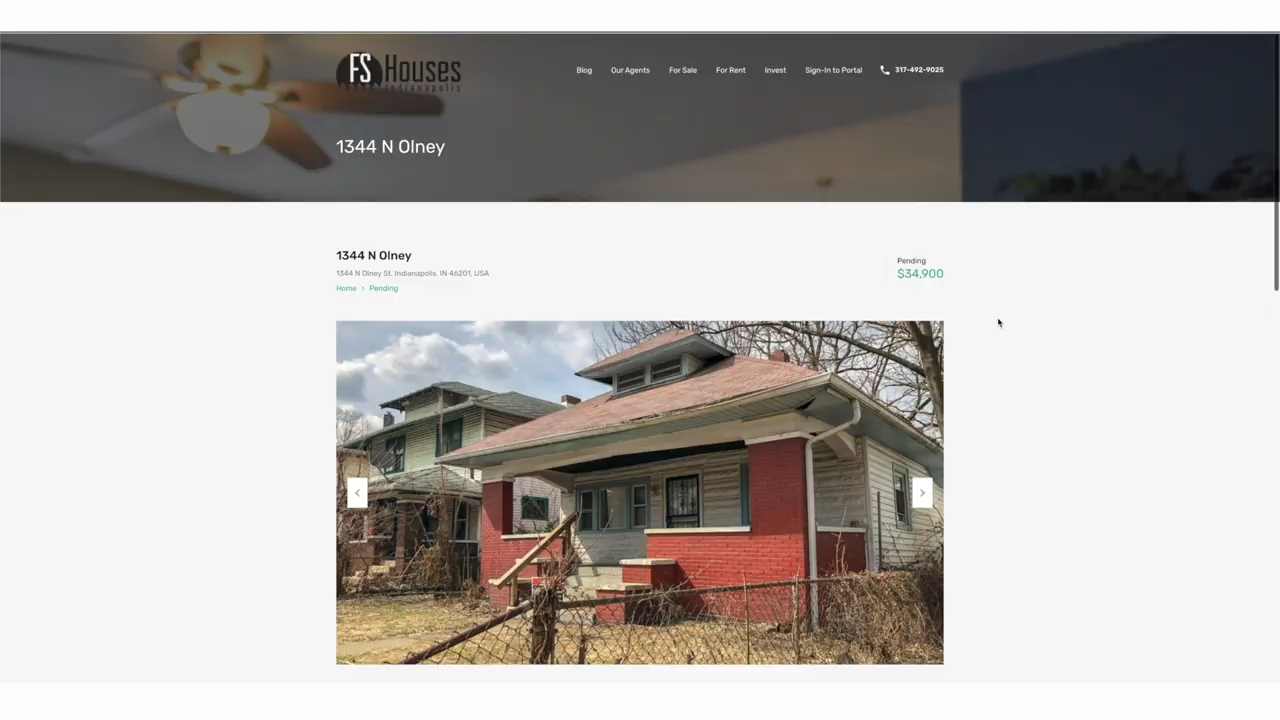 FS Houses
Indianapolis
Blog
Our Agents
For Sale
For Rent
Invest
Sign-In to Portal
317-492-9025
1344 N Olney
1344 N Olney
1344 N Olney St, Indianapolis, IN 46201, USA
Home > Pending
Pending
$34,900